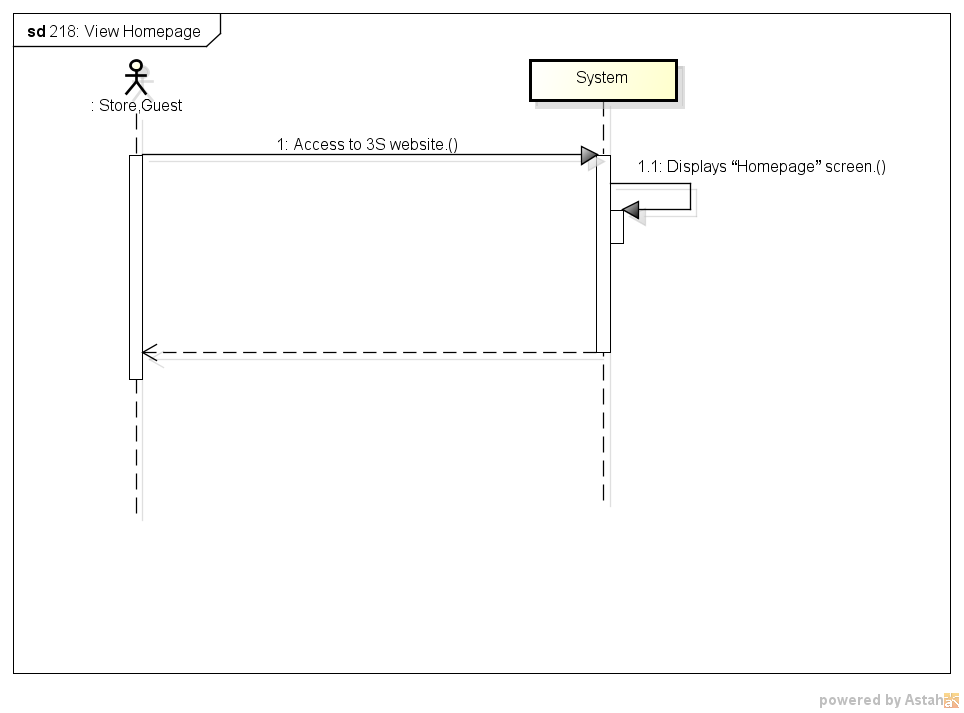 sd 218: View Homepage
: Store,Guest
System
1: Access to 3S website.()
1.1: Displays “Homepage” screen.()
powered by Astah